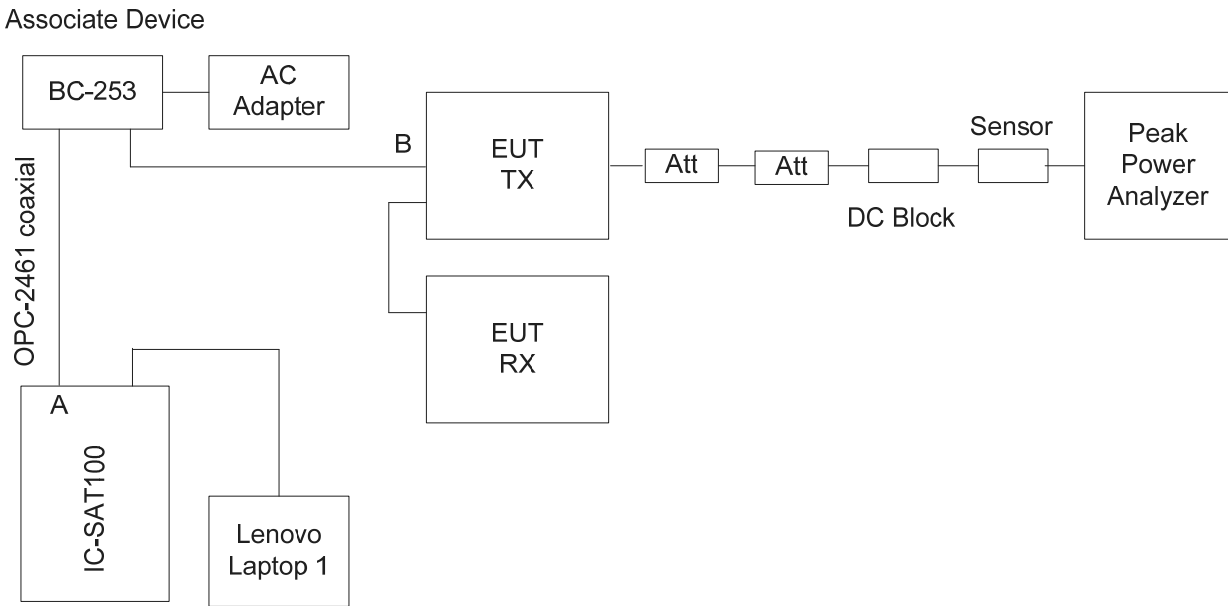 Associate Device
BC-253
AC
Adapter
B
EUT
TX
Att
Att
DC Block
Sensor
Peak
Power
Analyzer
OPC-2461 coaxial
EUT
RX
A
IC-SAT100
Lenovo
Laptop 1